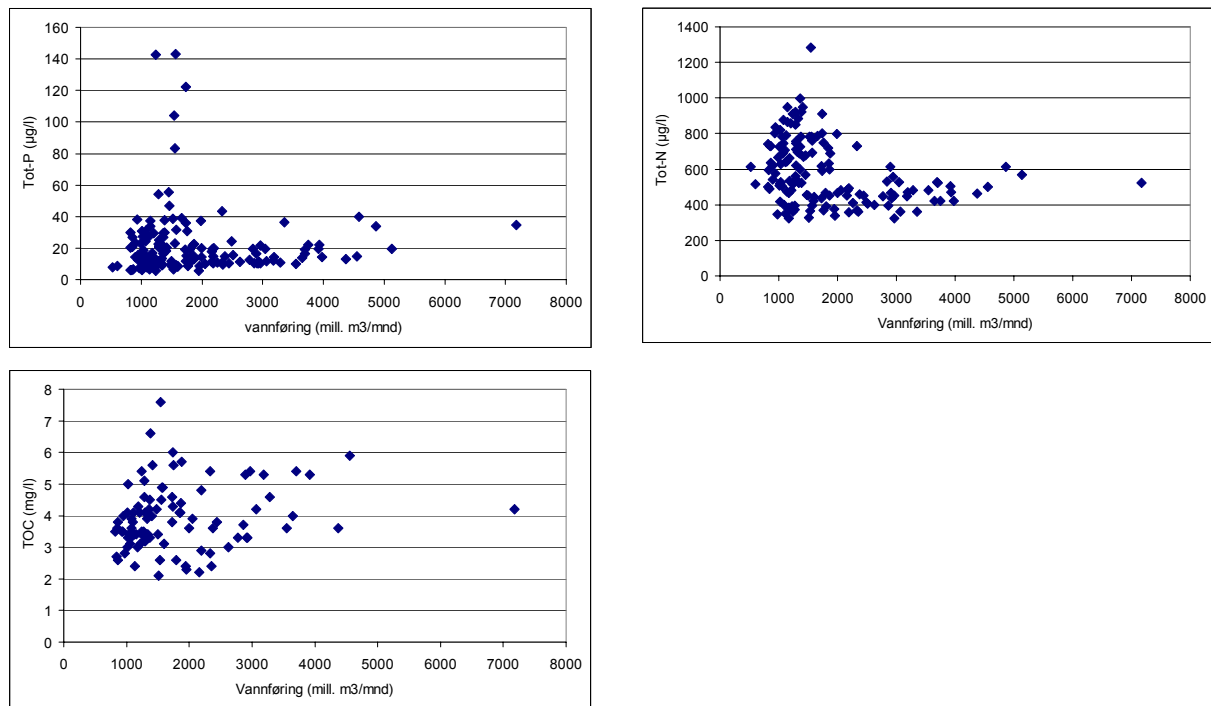 160
140
120
100
80
60
40
20
0
Tot-P (µg/l)
0 1000 2000 3000 4000 5000 6000 7000 8000
vannføring (mill. m3/mnd)
1400
1200
1000
800
600
400
200
0
Tot-N (µg/l)
0 1000 2000 3000 4000 5000 6000 7000 8000
Vannføring (mill. m3/mnd)
8
7
6
5
4
3
2
1
0
TOC (mg/l)
0 1000 2000 3000 4000 5000 6000 7000 8000
Vannføring (mill. m3/mnd)